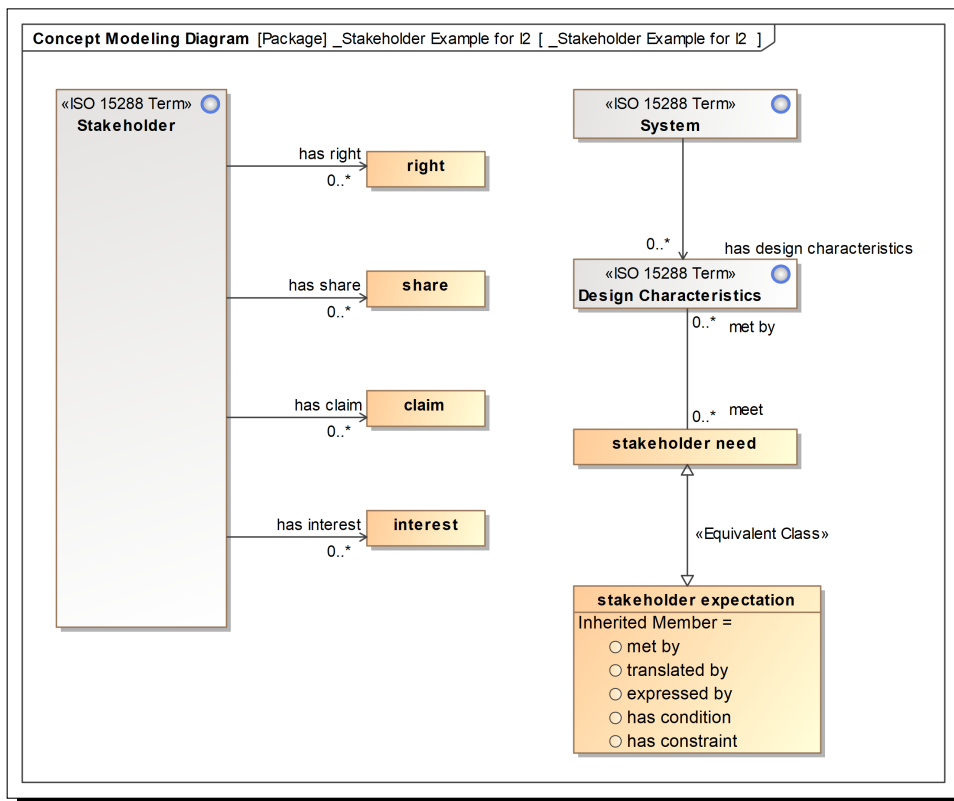 Concept Modeling Diagram [Package] _Stakeholder Example for I2 [ _Stakeholder Example for I2 ]
«ISO 15288 Term»
Stakeholder
has right
0..*
right
has share
0..*
share
has claim
0..*
claim
has interest
0..*
interest
«ISO 15288 Term»
System
0..*
has design characteristics
«ISO 15288 Term»
Design Characteristics
0..*
met by
0..*
meet
stakeholder need
«Equivalent Class»
stakeholder expectation
Inherited Member =
met by
translated by
expressed by
has condition
has constraint